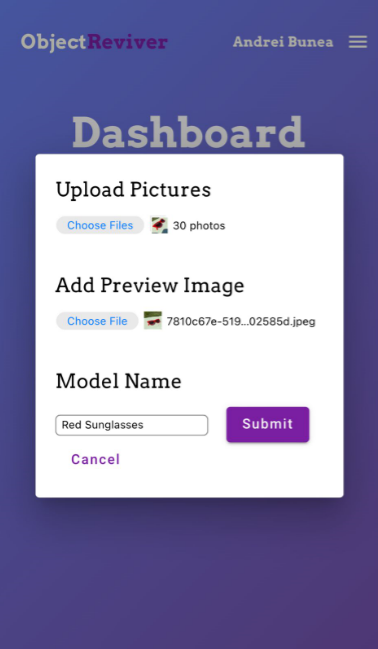 ObjectReviver
Andrei Bunea
Dashboard
Upload Pictures
Choose Files 30 photos
Add Preview Image
Choose File 7810c67e-519...02585d.jpeg
Model Name
Red Sunglasses
Submit
Cancel